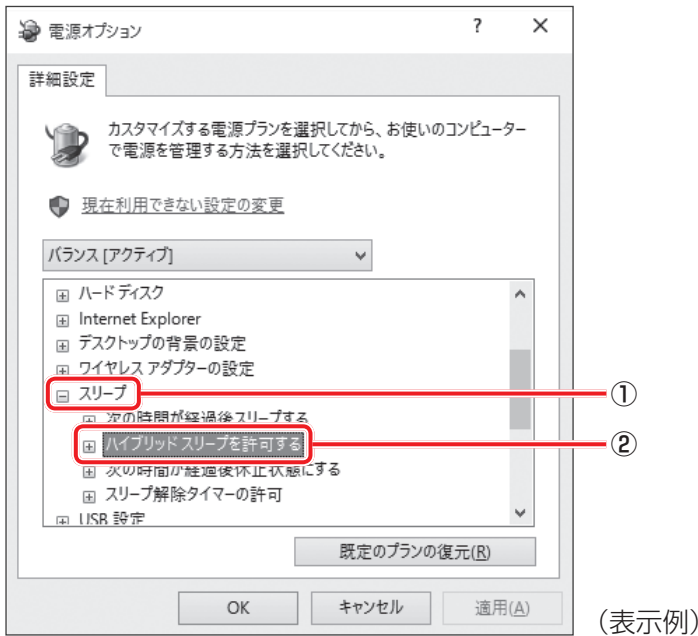 電源オプション
?
×
詳細設定
カスタマイズする電源プランを選択してから、お使いのコンピューター
で電源を管理する方法を選択してください。
現在利用できない設定の変更
バランス [アクティブ]
ハード ディスク
Internet Explorer
デスクトップの背景の設定
ワイヤレス アダプターの設定
スリープ
①
次の時間が経過後スリープする
ハイブリッド スリープを許可する
②
次の時間が経過後休止状態にする
スリープ解除タイマーの許可
USB 設定
既定のプランの復元(R)
OK
キャンセル
適用(A)
(表示例)